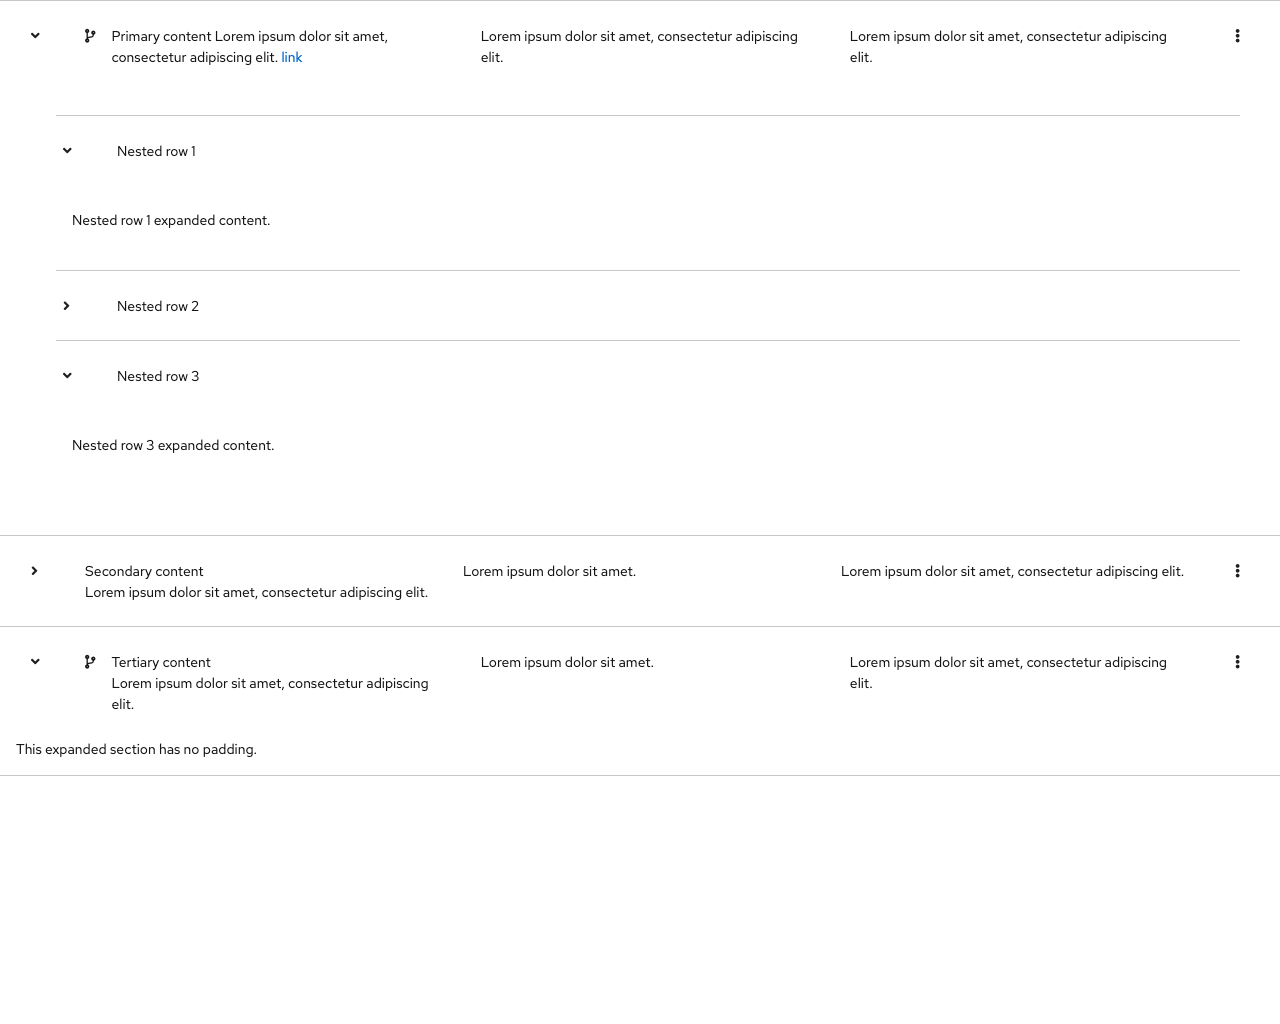 Primary content Lorem ipsum dolor sit amet,
consectetur adipiscing elit. link
Lorem ipsum dolor sit amet, consectetur adipiscing
elit.
Lorem ipsum dolor sit amet, consectetur adipiscing
elit.
Nested row 1
Nested row 1 expanded content.
Nested row 2
Nested row 3
Nested row 3 expanded content.
Secondary content
Lorem ipsum dolor sit amet, consectetur adipiscing elit.
Lorem ipsum dolor sit amet.
Lorem ipsum dolor sit amet, consectetur adipiscing elit.
Tertiary content
Lorem ipsum dolor sit amet, consectetur adipiscing
elit.
Lorem ipsum dolor sit amet.
Lorem ipsum dolor sit amet, consectetur adipiscing
elit.
This expanded section has no padding.